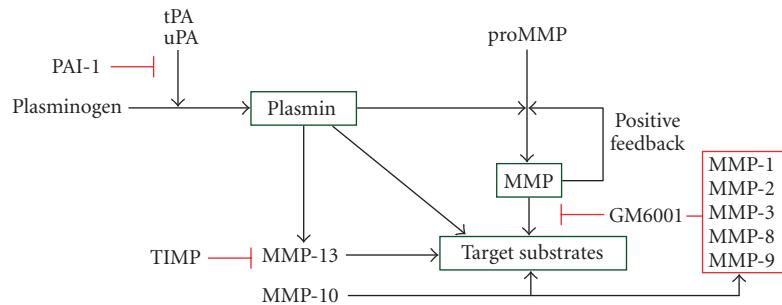 tPA
uPA
proMMP
PAI-1
Plasminogen
Plasmin
Positive
feedback
MMP
MMP-1
MMP-2
MMP-3
MMP-8
MMP-9
GM6001
TIMP
MMP-13
Target substrates
MMP-10